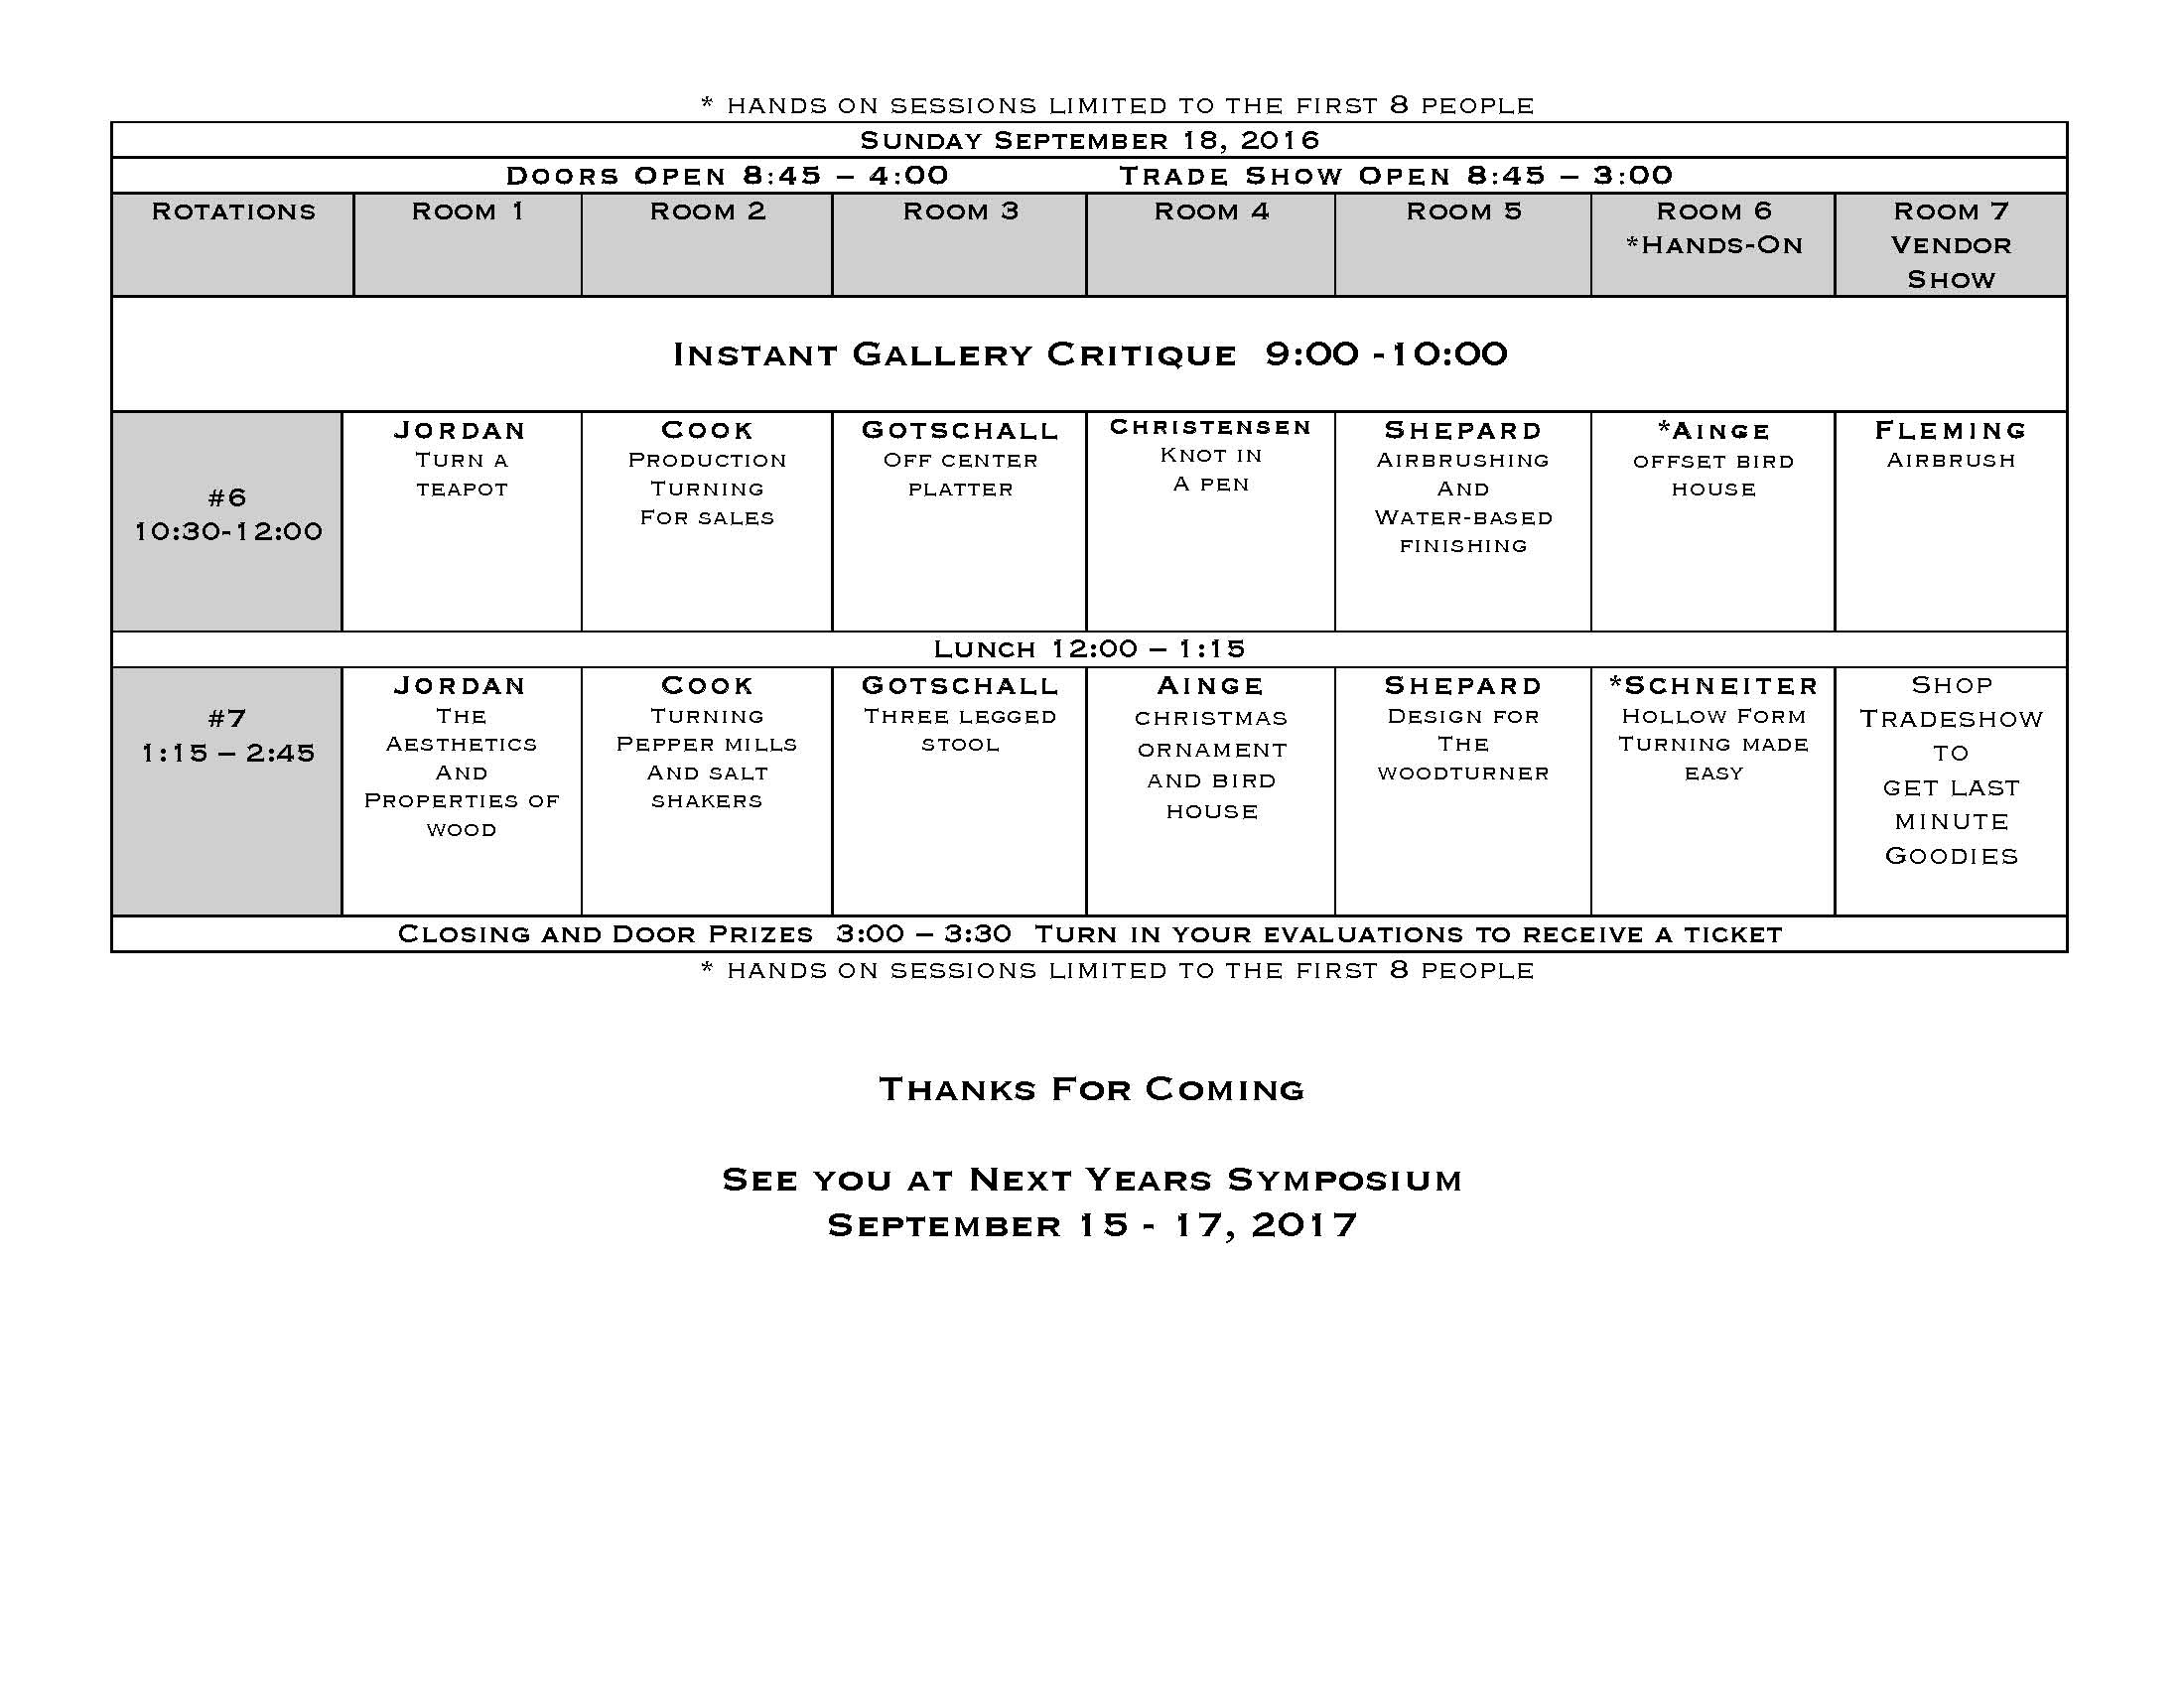 * HANDS ON SESSIONS LIMITED TO THE FIRST 8 PEOPLE
SUNDAY SEPTEMBER 18, 2016
DOORS OPEN 8:45 – 4:00 TRADE SHOW OPEN 8:45 – 3:00
ROTATIONS
ROOM 1
ROOM 2
ROOM 3
ROOM 4
ROOM 5
ROOM 6
*HANDS-ON
ROOM 7
VENDOR
SHOW
INSTANT GALLERY CRITIQUE 9:00 -10:00
#6
10:30-12:00
JORDAN
TURN A
TEAPOT
COOK
PRODUCTION
TURNING
FOR SALES
GOTSCHALL
OFF CENTER
PLATTER
CHRISTENSEN
KNOT IN
A PEN
SHEPARD
AIRBRUSHING
AND
WATER-BASED
FINISHING
*AINGE
OFFSET BIRD
HOUSE
FLEMING
AIRBRUSH
LUNCH 12:00 – 1:15
#7
1:15 – 2:45
JORDAN
THE
AESTHETICS
AND
PROPERTIES OF
WOOD
COOK
TURNING
PEPPER MILLS
AND SALT
SHAKERS
GOTSCHALL
THREE LEGGED
STOOL
AINGE
CHRISTMAS
ORNAMENT
AND BIRD
HOUSE
SHEPARD
DESIGN FOR
THE
WOODTURNER
*SCHNEITER
HOLLOW FORM
TURNING MADE
EASY
SHOP
TRADESHOW
TO
GET LAST
MINUTE
GOODIES
CLOSING AND DOOR PRIZES 3:00 – 3:30 TURN IN YOUR EVALUATIONS TO RECEIVE A TICKET
* HANDS ON SESSIONS LIMITED TO THE FIRST 8 PEOPLE
THANKS FOR COMING
SEE YOU AT NEXT YEARS SYMPOSIUM
SEPTEMBER 15 - 17, 2017